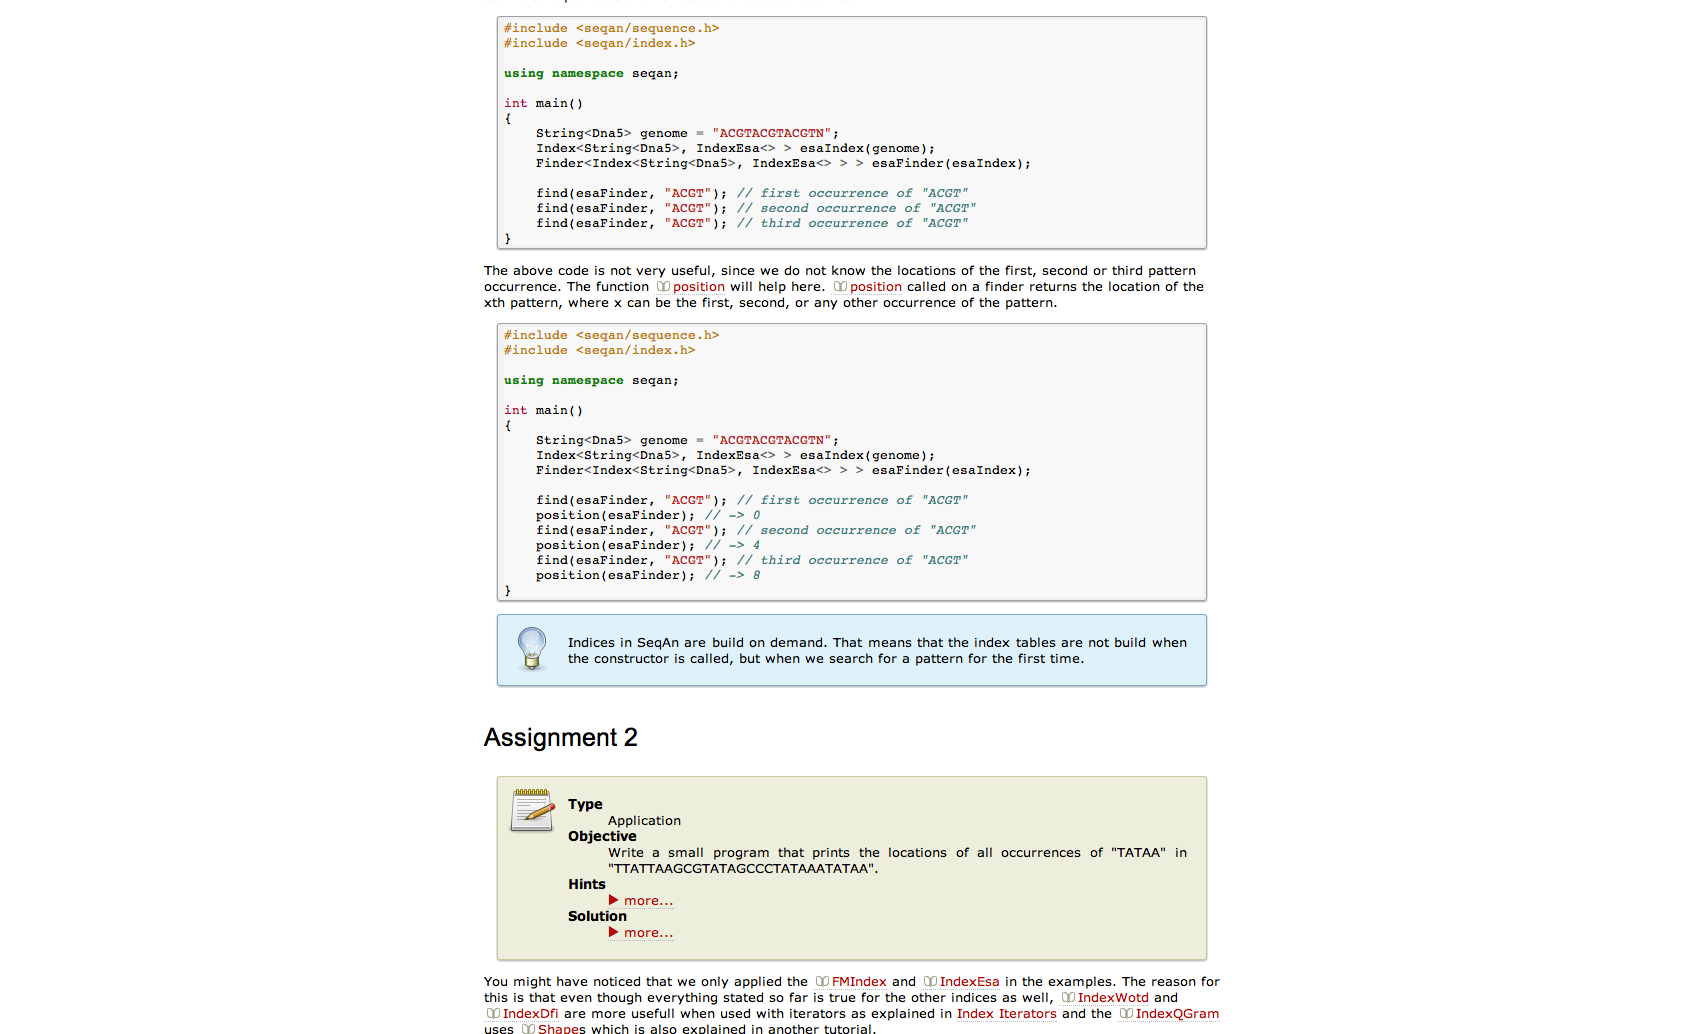 #include <seqan/sequence.h>
#include <seqan/index.h>
using namespace seqan;
int main()
{
String<Dna5> genome = "ACGTACGTACGTN";
Index<String<Dna5>, IndexEsa<> > esaIndex(genome);
Finder<Index<String<Dna5>, IndexEsa<> > > esaFinder(esaIndex);
find(esaFinder, "ACGT"); // first occurrence of "ACGT"
find(esaFinder, "ACGT"); // second occurrence of "ACGT"
find(esaFinder, "ACGT"); // third occurrence of "ACGT"
}
The above code is not very useful, since we do not know the locations of the first, second or third pattern
occurrence. The function position will help here. position called on a finder returns the location of the
xth pattern, where x can be the first, second, or any other occurrence of the pattern.
#include <seqan/sequence.h>
#include <seqan/index.h>
using namespace seqan;
int main()
{
String<Dna5> genome = "ACGTACGTACGTN";
Index<String<Dna5>, IndexEsa<> > esaIndex(genome);
Finder<Index<String<Dna5>, IndexEsa<> > > esaFinder(esaIndex);
find(esaFinder, "ACGT"); // first occurrence of "ACGT"
position(esaFinder); // -> 0
find(esaFinder, "ACGT"); // second occurrence of "ACGT"
position(esaFinder); // -> 4
find(esaFinder, "ACGT"); // third occurrence of "ACGT"
position(esaFinder); // -> 8
}
Indices in SeqAn are build on demand. That means that the index tables are not build when
the constructor is called, but when we search for a pattern for the first time.
Assignment 2
Type
Application
Objective
Write a small program that prints the locations of all occurrences of "TATAA" in
"TTATTAAGCGTATAGCCCTATAAATATAA".
Hints
more...
Solution
more...
You might have noticed that we only applied the FMIndex and IndexEsa in the examples. The reason for
this is that even though everything stated so far is true for the other indices as well, IndexWotd and
IndexDfi are more usefull when used with iterators as explained in Index Iterators and the IndexQGram
uses Shapes which is also explained in another tutorial.